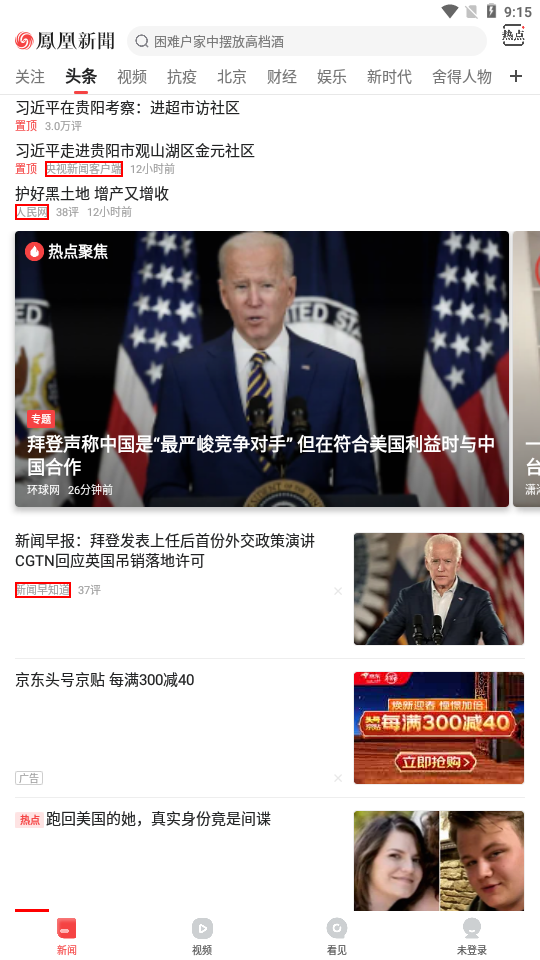 9:15
鳳凰新聞
困难户家中摆放高档酒
热点
关注 头条 视频 抗疫 北京 财经 娱乐 新时代 舍得人物
习近平在贵阳考察：进超市访社区
置顶 3.0万评
习近平走进贵阳市观山湖区金元社区
置顶 央视新闻客户端 12小时前
护好黑土地 增产又增收
人民网 38评 12小时前
热点聚焦
专题
拜登声称中国是“最严峻竞争对手” 但在符合美国利益时与中
国合作
环球网 26分钟前
新闻早报：拜登发表上任后首份外交政策演讲
CGTN回应英国吊销落地许可
新闻早知道 37评
京东头号京贴 每满300减40
焕新迎春 憧憬加倍
头号京贴 每满300减40
立即抢购>
广告
热点 跑回美国的她，真实身份竟是间谍
新闻 视频 看见 未登录